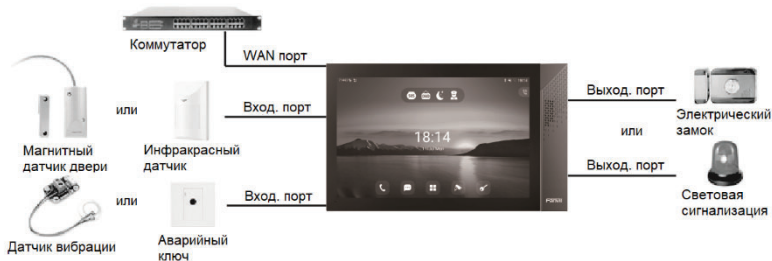 Коммутатор
WAN порт
или
Вход. порт
Магнитный
датчик двери
Инфракрасный
датчик
18:14
Выход. порт
Электрический
замок
или
Выход. порт
Световая
сигнализация
или
Вход. порт
Датчик вибрации
Аварийный
ключ
Fanvil